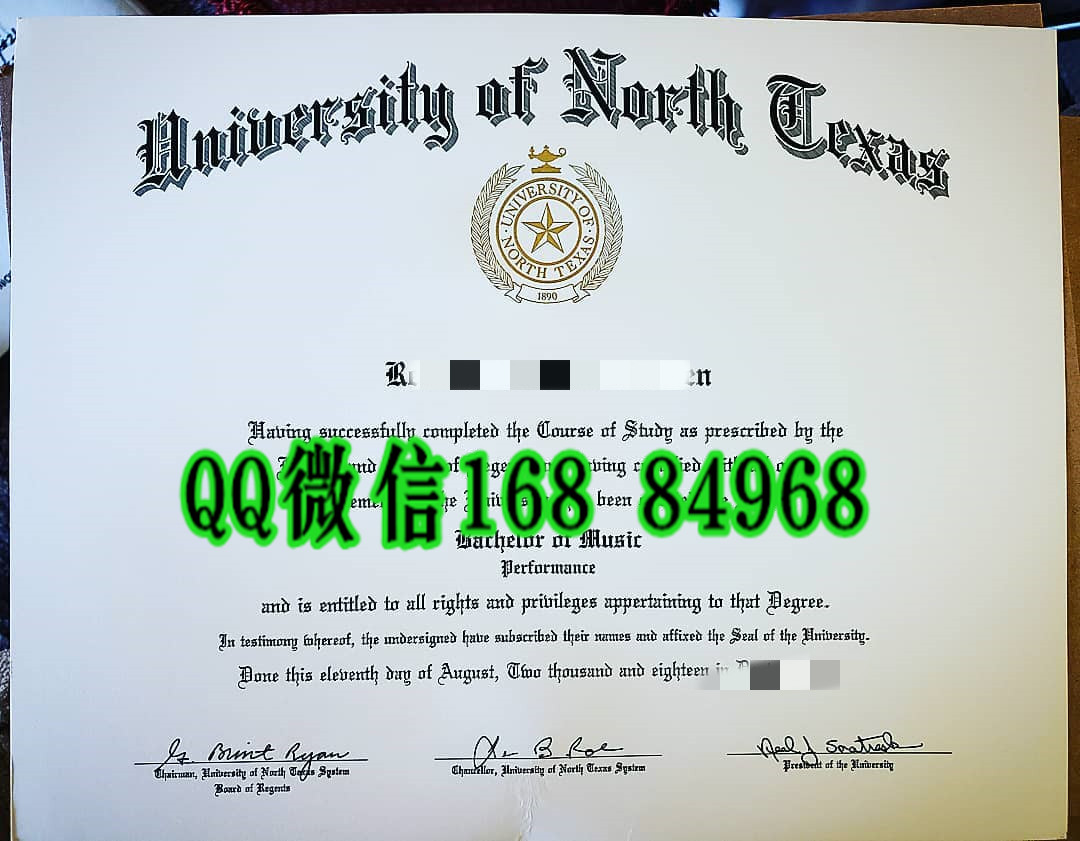 University of North Texas
UNIVERSITY OF
NORTH TEXAS
1890
Having successfully completed the Course of Study as prescribed by the
QQ微信168 84968
been
Bachelor of Music
Performance
and is entitled to all rights and privileges appertaining to that Degree.
In testimony whereof, the undersigned have subscribed their names and affixed the Seal of the University.
Done this eleventh day of August, Two thousand and eighteen in
G. Brint Ryan
Chairman, University of North Texas System
Board of Regents
Chancellor, University of North Texas System
President of the University